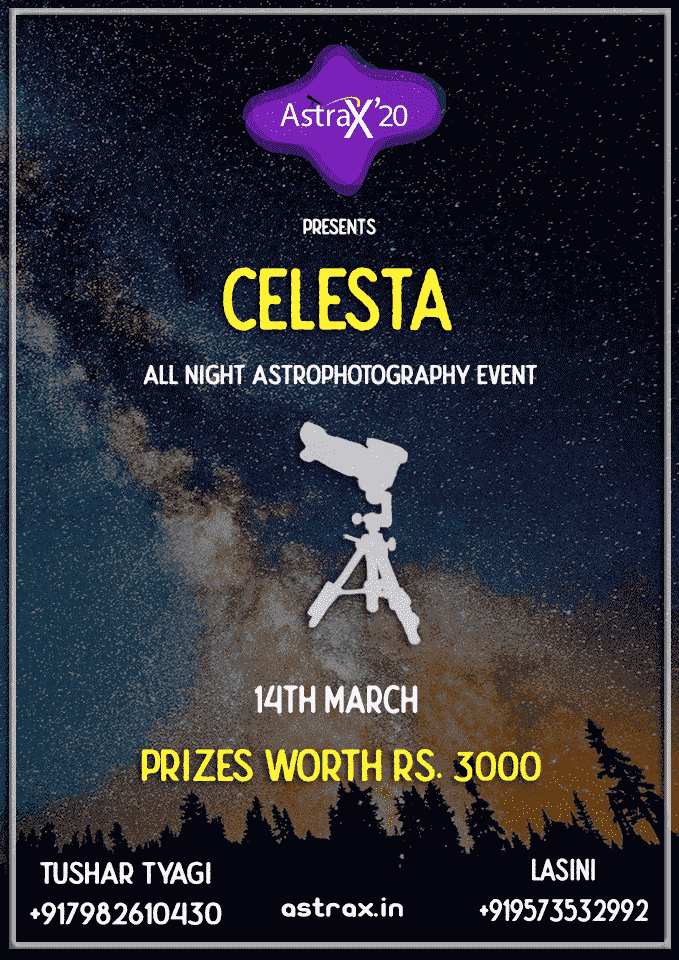 AstraX'20
PRESENTS
CELESTA
ALL NIGHT ASTROPHOTOGRAPHY EVENT
14TH MARCH
PRIZES WORTH RS. 3000
TUSHAR TYAGI
+917982610430
astrax.in
LASINI
+919573532992